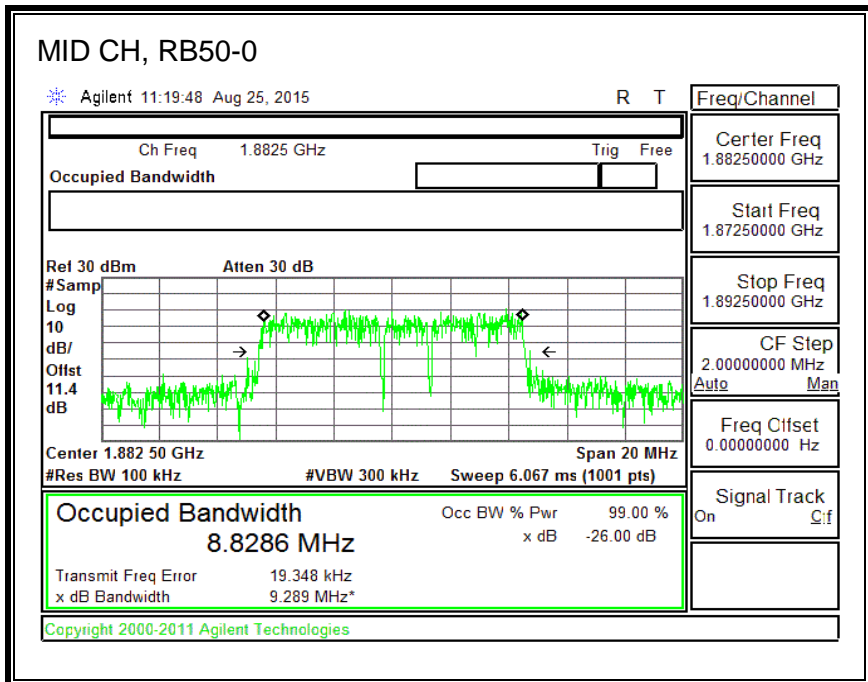 MID CH, RB50-0
Agilent 11:19:48 Aug 25, 2015 R T
Freq/Channel
Ch Freq 1.8825 GHz Trig Free
Occupied Bandwidth
Center Freq
1.88250000 GHz
Start Freq
1.87250000 GHz
Stop Freq
1.89250000 GHz
CF Step
2.00000000 MHz
Auto Man
Freq Offset
0.00000000 Hz
Signal Track
On Off
Ref 30 dBm Atten 30 dB
#Samp
Log
10
dB/
Offst
11.4
dB
Center 1.882 50 GHz Span 20 MHz
#Res BW 100 kHz #VBW 300 kHz Sweep 6.067 ms (1001 pts)
Occupied Bandwidth Occ BW % Pwr 99.00 %
8.8286 MHz x dB -26.00 dB
Transmit Freq Error 19.348 kHz
x dB Bandwidth 9.289 MHz*
Copyright 2000-2011 Agilent Technologies